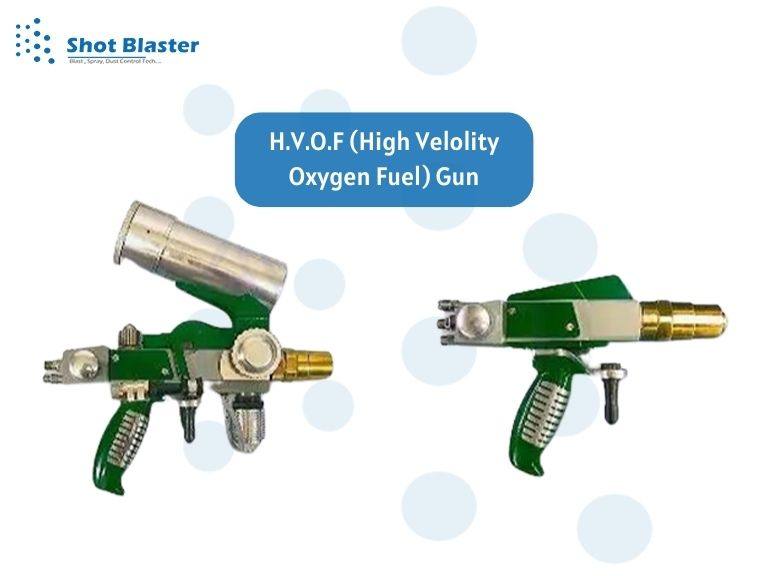 Shot Blaster
Blast, Spray, Dust Control Tech....
H.V.O.F (High Velolity
Oxygen Fuel) Gun